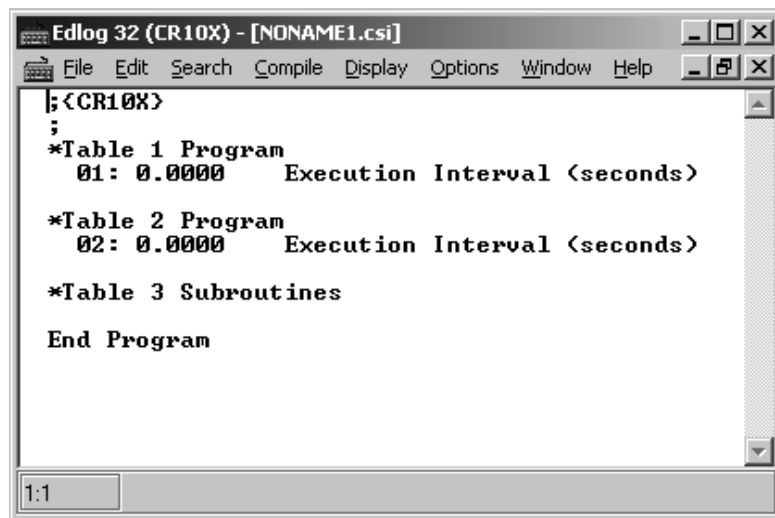 Edlog 32 (CR10X) - [NONAME1.csi]
File Edit Search Compile Display Options Window Help
;{CR10X}
;
*Table 1 Program
01: 0.0000 Execution Interval (seconds)
*Table 2 Program
02: 0.0000 Execution Interval (seconds)
*Table 3 Subroutines
End Program
1:1